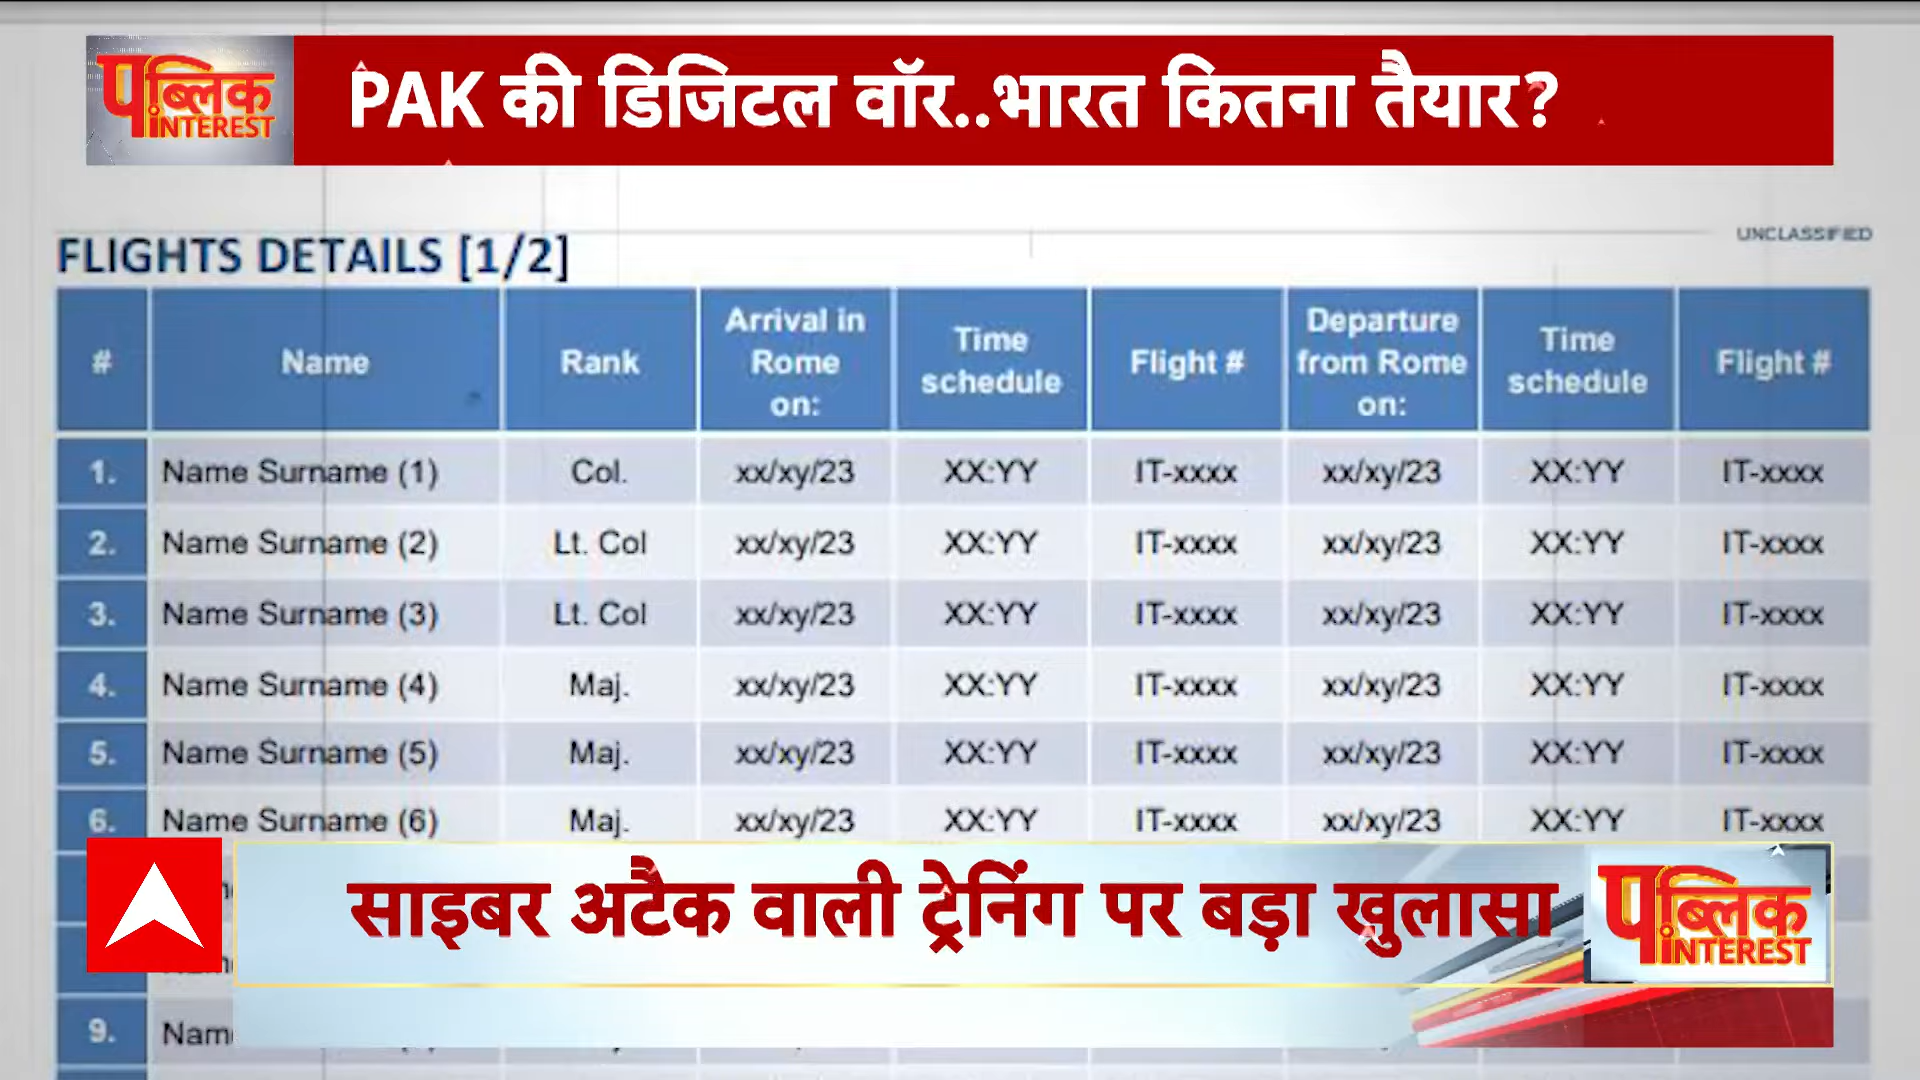 पब्लिक
INTEREST
PAK की डिजिटल वॉर..भारत कितना तैयार?
UNCLASSIFIED
FLIGHTS DETAILS [1/2]
# Name Rank Arrival in Rome on: Time schedule Flight # Departure from Rome on: Time schedule Flight #
1. Name Surname (1) Col. xx/xy/23 XX:YY IT-xxxx xx/xy/23 XX:YY IT-xxxx
2. Name Surname (2) Lt. Col xx/xy/23 XX:YY IT-xxxx xx/xy/23 XX:YY IT-xxxx
3. Name Surname (3) Lt. Col xx/xy/23 XX:YY IT-xxxx xx/xy/23 XX:YY IT-xxxx
4. Name Surname (4) Maj. xx/xy/23 XX:YY IT-xxxx xx/xy/23 XX:YY IT-xxxx
5. Name Surname (5) Maj. xx/xy/23 XX:YY IT-xxxx xx/xy/23 XX:YY IT-xxxx
6. Name Surname (6) Maj. xx/xy/23 XX:YY IT-xxxx xx/xy/23 XX:YY IT-xxxx
साइबर अटैक वाली ट्रेनिंग पर बड़ा खुलासा
पब्लिक
INTEREST
9.